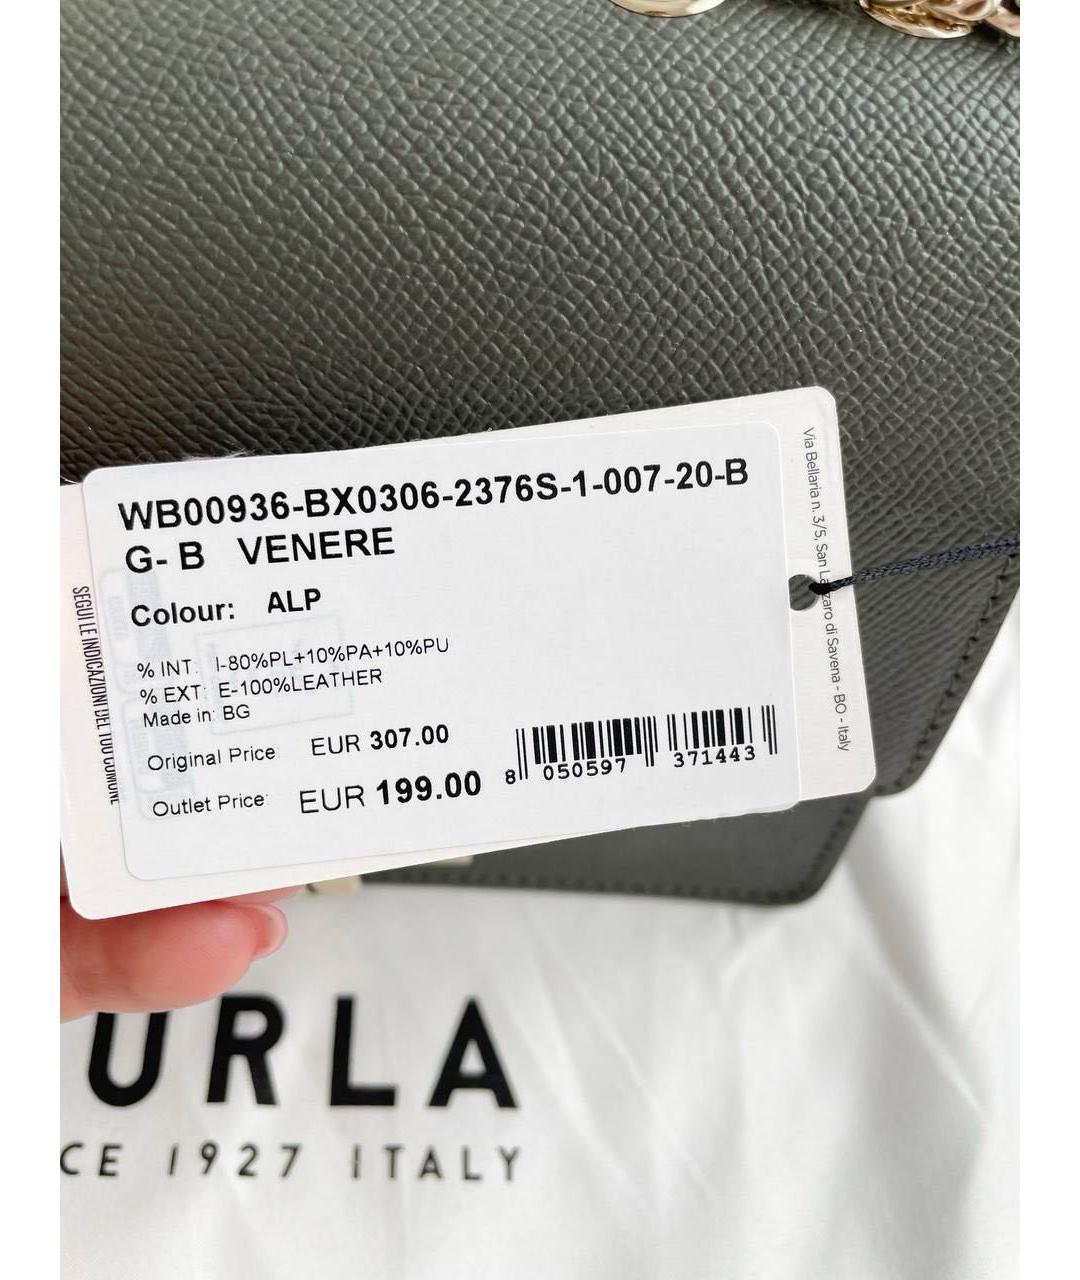 WB00936-BX0306-2376S-1-007-20-B
G- B VENERE
Colour: ALP
% INT: I-80%PL+10%PA+10%PU
% EXT: E-100%LEATHER
Made in: BG
Original Price: EUR 307.00
Outlet Price: EUR 199.00
8 050597 371443
Via Bellaria n. 3/5, San Lazzaro di Savena - BO - Italy
SEGUI LE INDICAZIONI DEL TUO COMUNE
URLA
CE 1927 ITALY